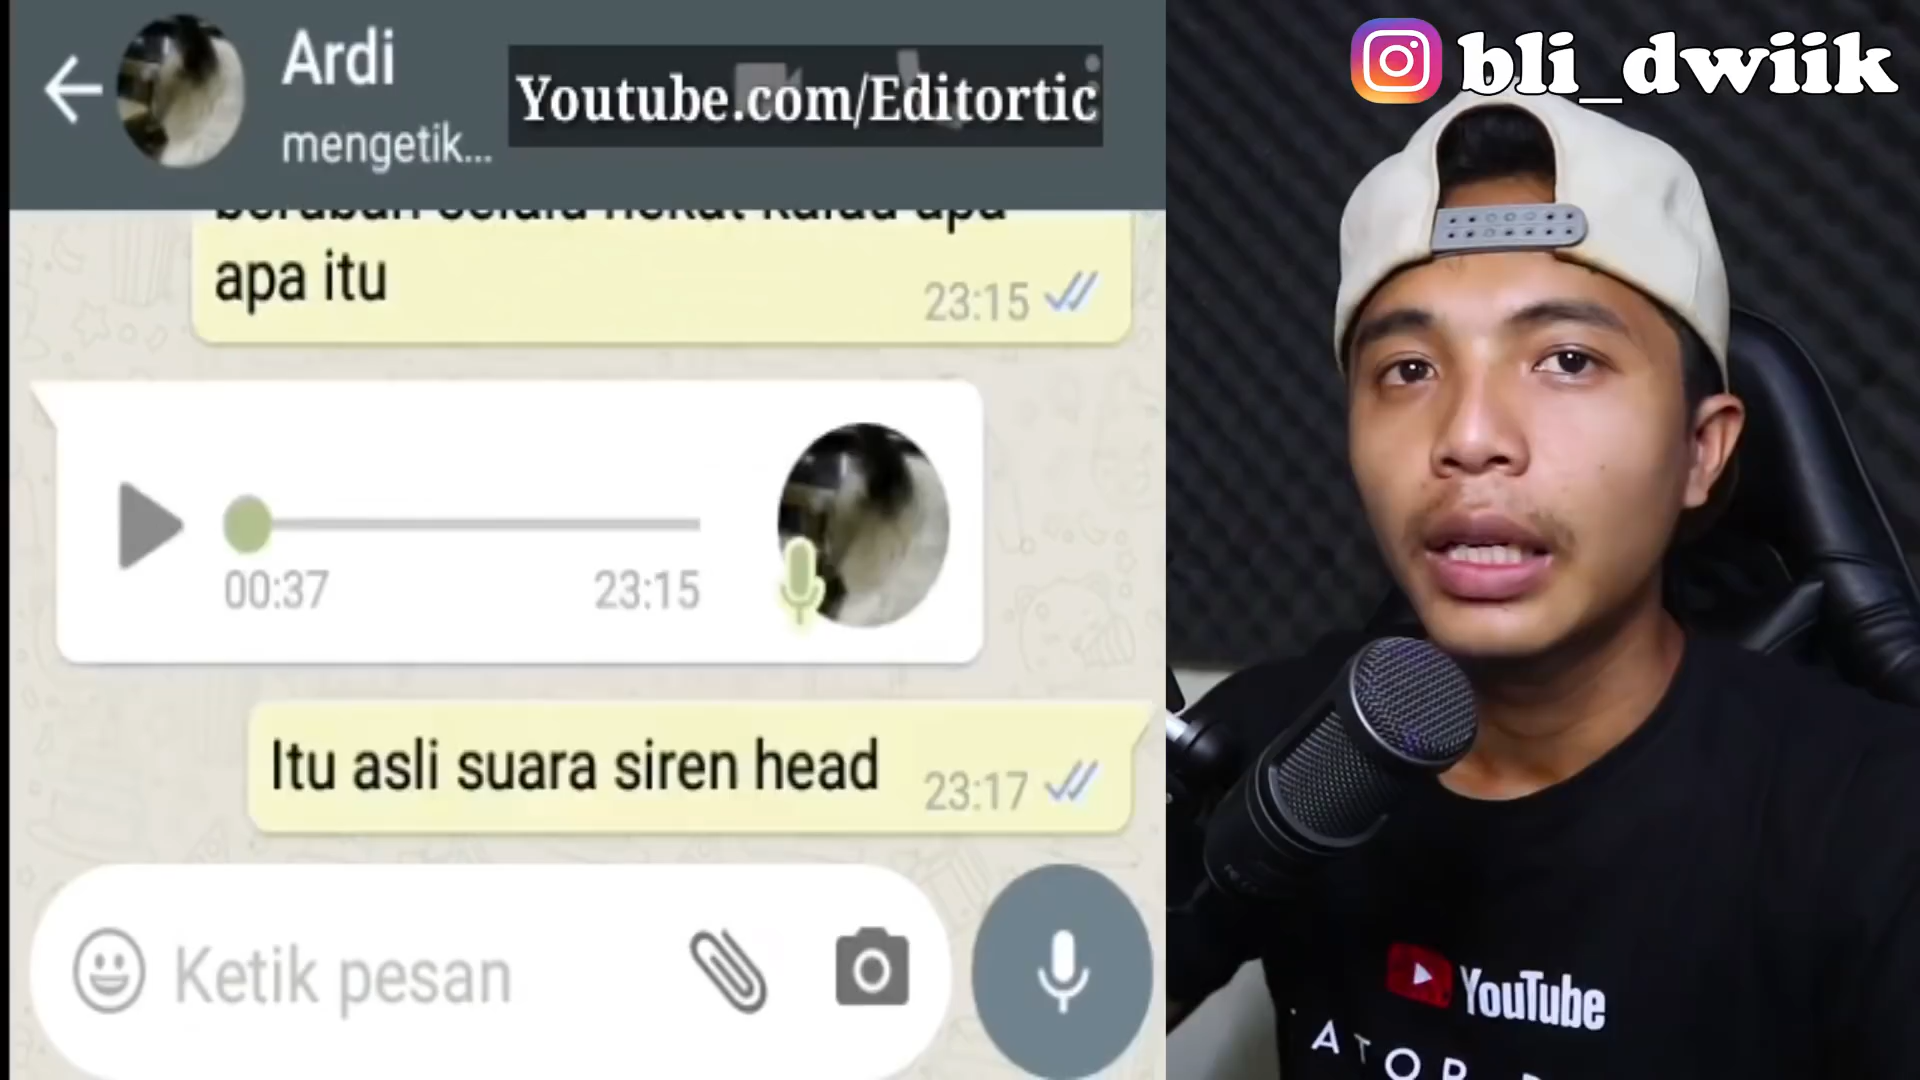 Ardi
mengetik...
Youtube.com/Editortic
bli_dwiik
apa
apa itu
23:15
00:37
23:15
Itu asli suara siren head
23:17
Ketik pesan
YouTube